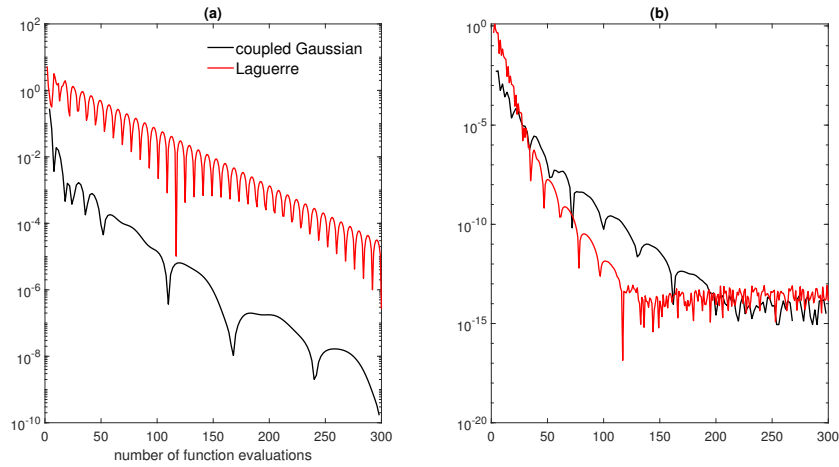 (a)
10^2
10^0
10^-2
10^-4
10^-6
10^-8
10^-10
0 50 100 150 200 250 300
number of function evaluations
coupled Gaussian
Laguerre
(b)
10^0
10^-5
10^-10
10^-15
10^-20
0 50 100 150 200 250 300